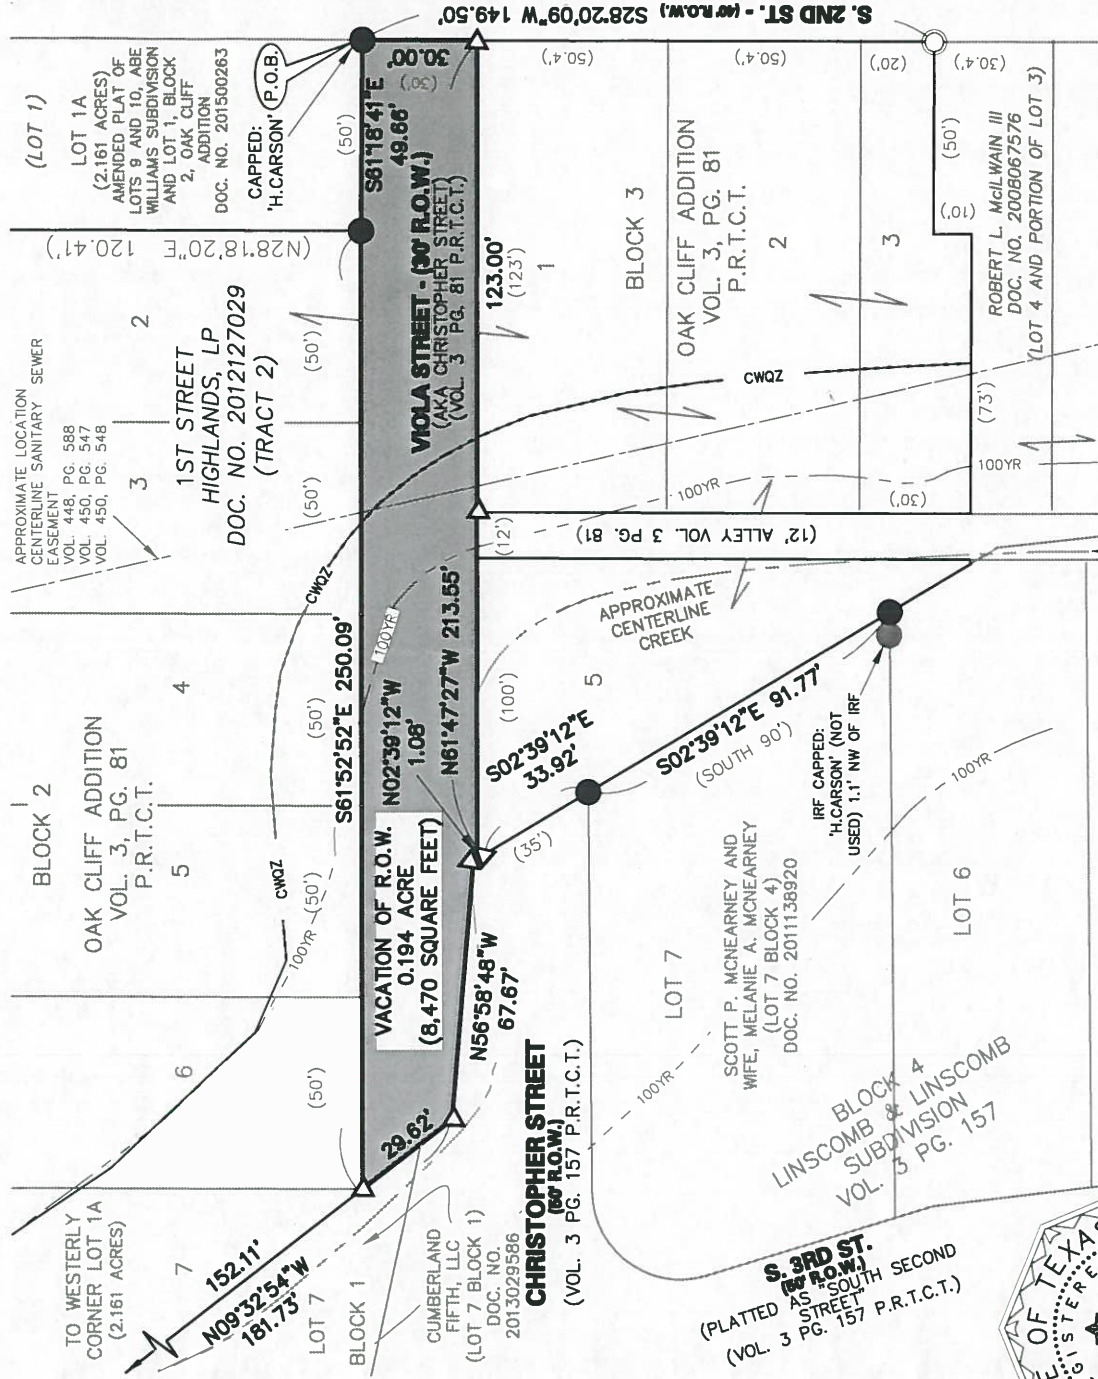 S. 2ND ST. - (40' R.O.W.) S28°20'09"W 149.50'
(LOT 1)
LOT 1A
(2.161 ACRES)
AMENDED PLAT OF
LOTS 9 AND 10, ABE
WILLIAMS SUBDIVISION
AND LOT 1, BLOCK
2, OAK CLIFF
ADDITION
DOC. NO. 201500263
CAPPED:
'H.CARSON'
P.O.B.
(50')
S61°18'41"E
49.66'
30.00'
(30')
(50.4')
(50.4')
(20')
(30.4')
(N28°18'20"E 120.41')
APPROXIMATE LOCATION
CENTERLINE SANITARY SEWER
EASEMENT
VOL. 448, PG. 588
VOL. 450, PG. 547
VOL. 450, PG. 548
2
3
1ST STREET
HIGHLANDS, LP
DOC. NO. 2012127029
(TRACT 2)
(50')
(50')
VIOLA STREET - (30' R.O.W.)
(AKA CHRISTOPHER STREET)
(VOL. 3 PG. 81 P.R.T.C.T.)
123.00'
(123')
1
BLOCK 3
OAK CLIFF ADDITION
VOL. 3, PG. 81
P.R.T.C.T.
2
3
(50')
(10')
ROBERT L. McILWAIN III
DOC. NO. 2008067576
(LOT 4 AND PORTION OF LOT 3)
CWQZ
(73')
100YR
100YR
(30')
(12')
(12' ALLEY VOL. 3 PG. 81)
BLOCK 2
OAK CLIFF ADDITION
VOL. 3, PG. 81
P.R.T.C.T.
4
5
6
CWQZ
CWQZ
S61°52'52"E 250.09'
(50')
(50')
(50')
100YR
100YR
VACATION OF R.O.W.
0.194 ACRE
(8,470 SQUARE FEET)
N02°39'12"W
1.08'
N61°47'27"W 213.55'
(100')
APPROXIMATE
CENTERLINE
CREEK
5
S02°39'12"E
33.92'
(35')
S02°39'12"E 91.77'
(SOUTH 90')
IRF CAPPED:
'H.CARSON' (NOT
USED) 1.1' NW OF IRF
100YR
N56°58'48"W
67.67'
29.62'
CHRISTOPHER STREET
(50' R.O.W.)
(VOL. 3 PG. 157 P.R.T.C.T.)
LOT 7
SCOTT P. MCNEARNEY AND
WIFE, MELANIE A. MCNEARNEY
(LOT 7 BLOCK 4)
DOC. NO. 2011138920
LOT 6
100YR
BLOCK 4
LINSCOMB & LINSCOMB
SUBDIVISION
VOL. 3 PG. 157
TO WESTERLY
CORNER LOT 1A
(2.161 ACRES)
7
152.11'
N09°32'54"W
181.73'
LOT 7
BLOCK 1
CUMBERLAND
FIFTH, LLC
(LOT 7 BLOCK 1)
DOC. NO.
2013029586
S. 3RD ST.
(50' R.O.W.)
(PLATTED AS "SOUTH SECOND
STREET"
(VOL. 3 PG. 157 P.R.T.C.T.)
OF TEXAS